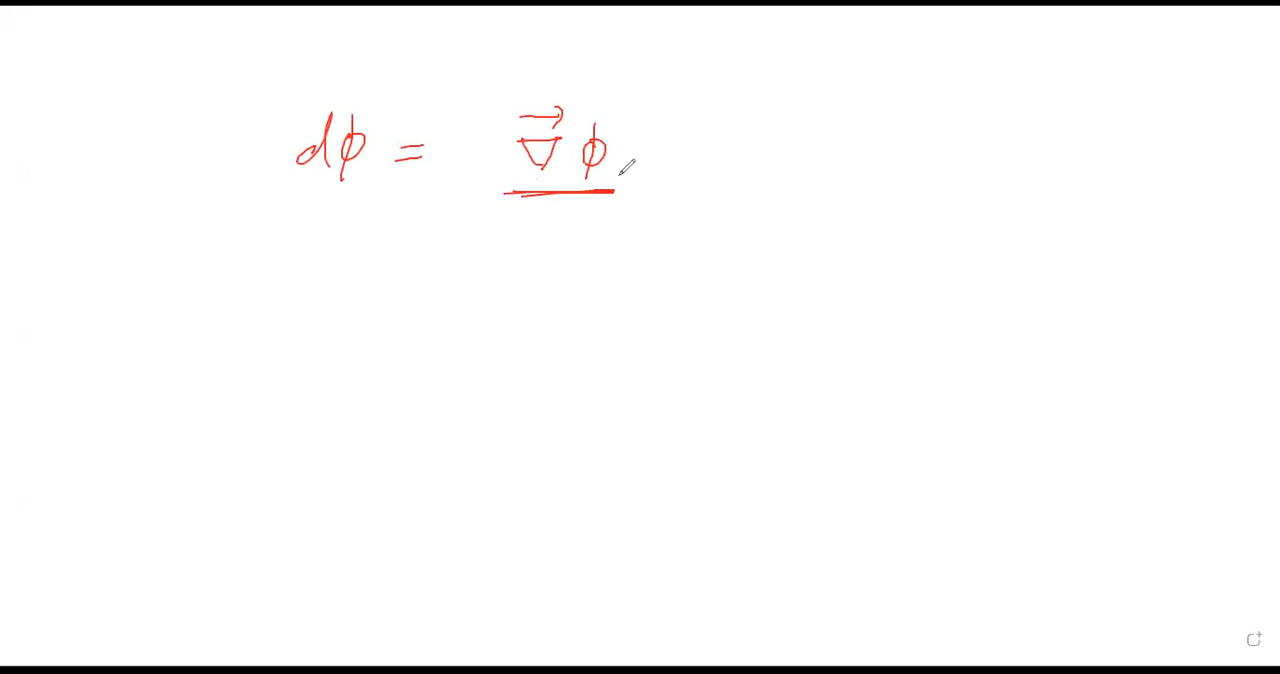 dϕ = ∇⃗ ϕ